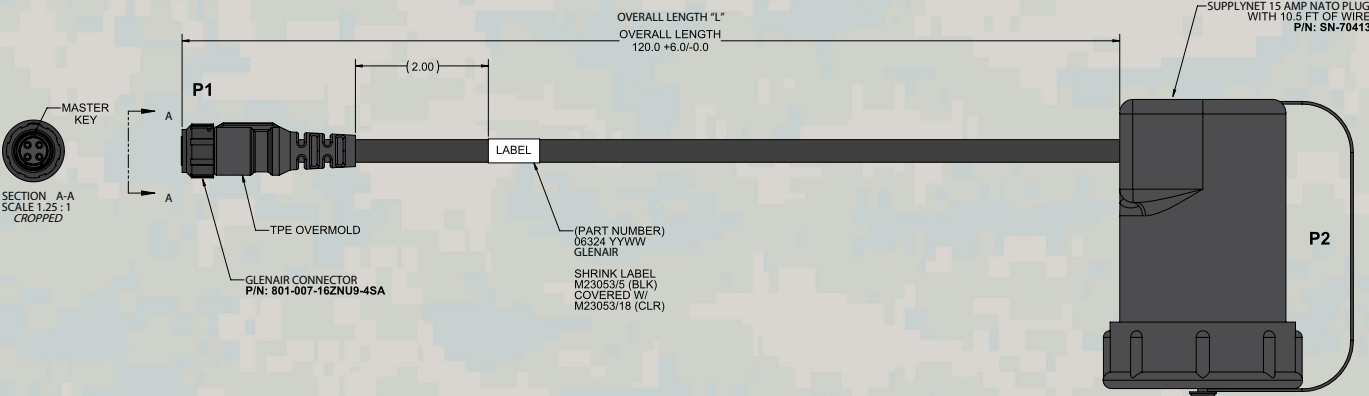 OVERALL LENGTH "L"
OVERALL LENGTH
120.0 +6.0/-0.0
SUPPLYNET 15 AMP NATO PLUG
WITH 10.5 FT OF WIRE
P/N: SN-70413
(2.00)
P1
MASTER
KEY
A
A
LABEL
SECTION A-A
SCALE 1.25 : 1
CROPPED
TPE OVERMOLD
GLENAIR CONNECTOR
P/N: 801-007-16ZNU9-4SA
(PART NUMBER)
06324 YYWW
GLENAIR
SHRINK LABEL
M23053/5 (BLK)
COVERED W/
M23053/18 (CLR)
P2